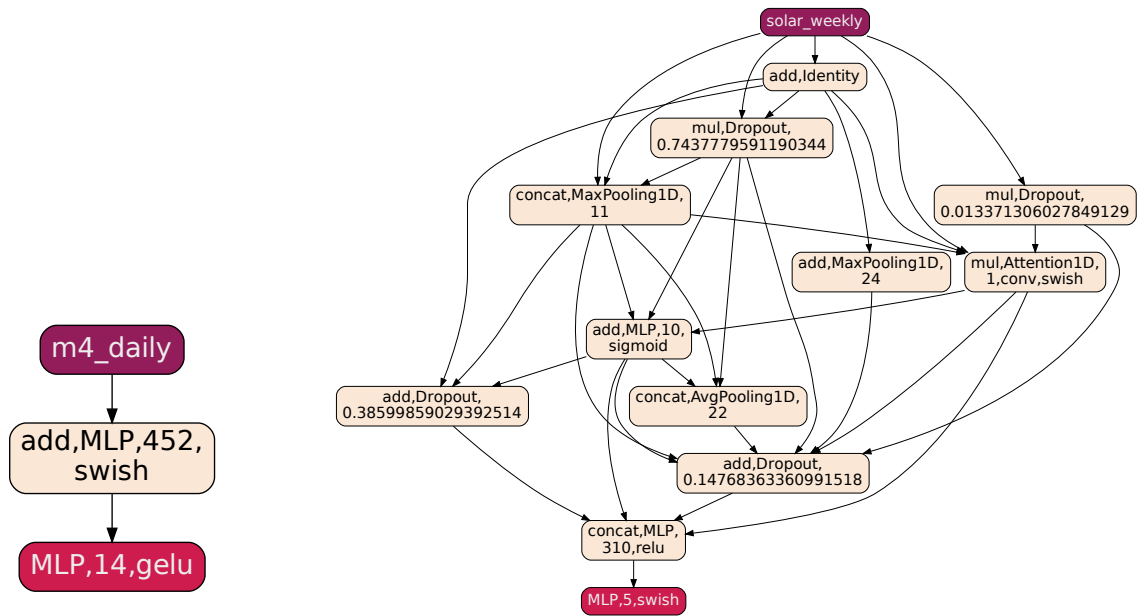 m4_daily
add,MLP,452,
swish
MLP,14,gelu
solar_weekly
add,Identity
mul,Dropout,
0.7437779591190344
concat,MaxPooling1D,
11
mul,Dropout,
0.013371306027849129
add,MaxPooling1D,
24
mul,Attention1D,
1,conv,swish
add,MLP,10,
sigmoid
add,Dropout,
0.38599859029392514
concat,AvgPooling1D,
22
add,Dropout,
0.14768363360991518
concat,MLP,
310,relu
MLP,5,swish